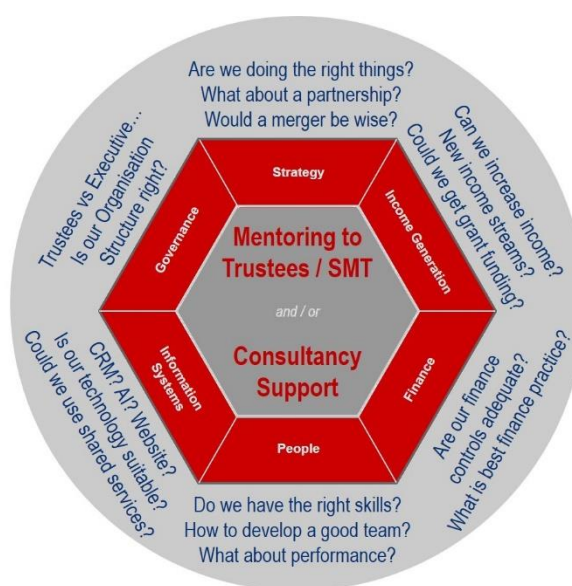 Are we doing the right things?
What about a partnership?
Would a merger be wise?
Strategy
Can we increase income?
New income streams?
Could we get grant funding?
Income Generation
Are our finance
controls adequate?
What is best finance practice?
Finance
People
Do we have the right skills?
How to develop a good team?
What about performance?
Information
Systems
CRM? AI? Website?
Is our technology suitable?
Could we use shared services?
Governance
Trustees vs Executive…
Is our Organisation
Structure right?
Mentoring to
Trustees / SMT
and / or
Consultancy
Support